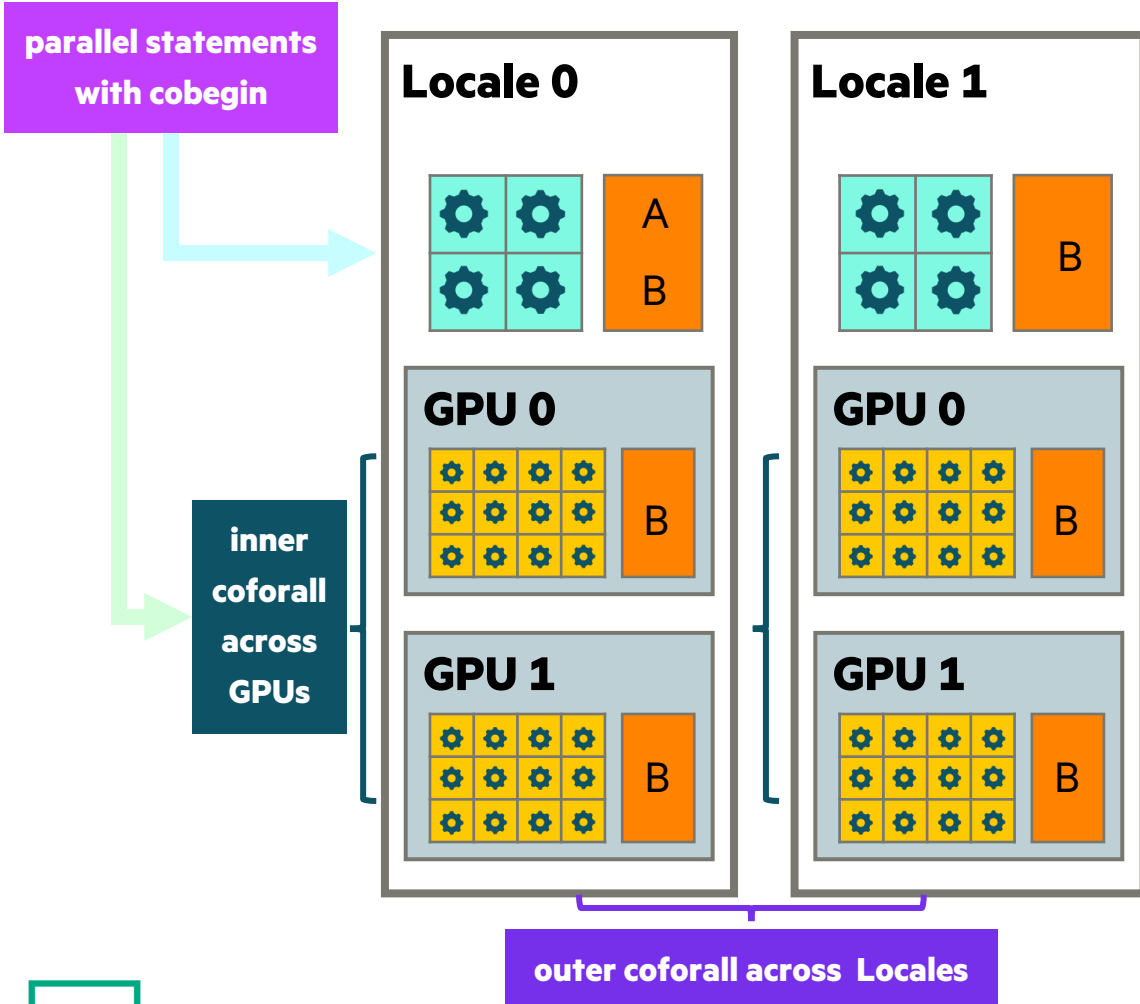 parallel statements
with cobegin
Locale 0
Locale 1
A
B
B
GPU 0
GPU 0
B
B
inner
coforall
across
GPUs
GPU 1
GPU 1
B
B
outer coforall across Locales